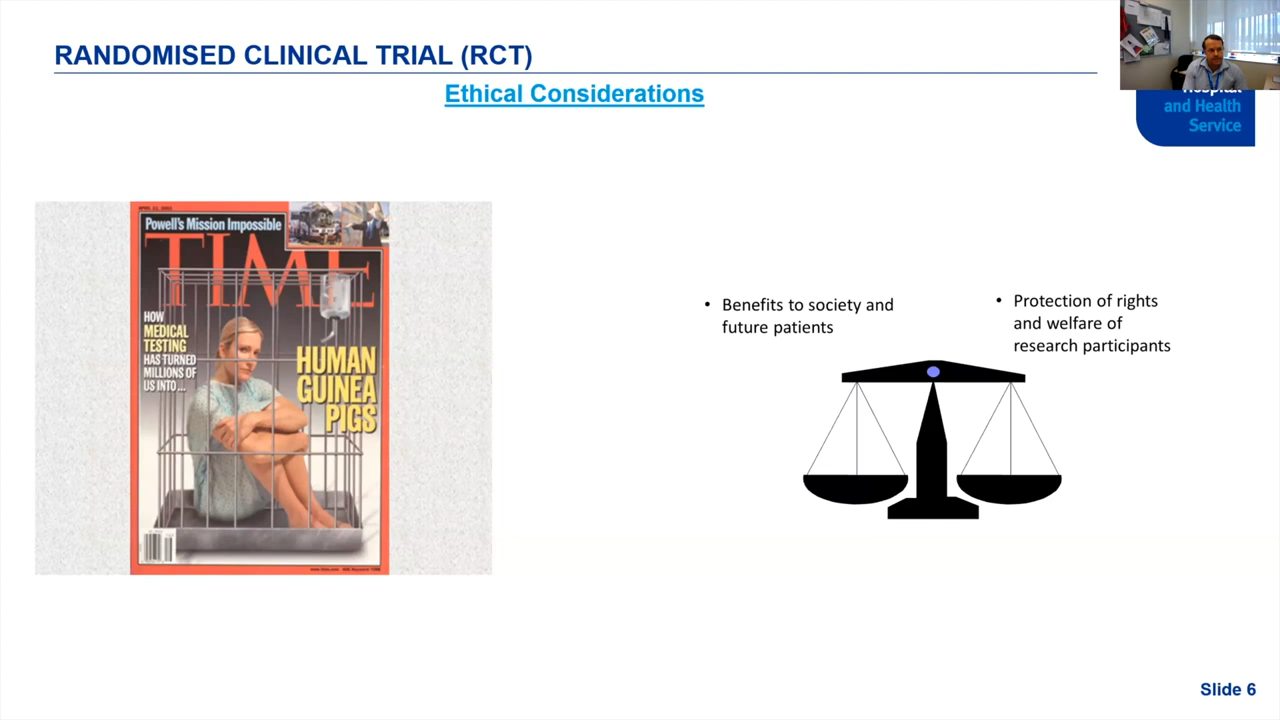 RANDOMISED CLINICAL TRIAL (RCT)
Ethical Considerations
and Health
Service
Powell's Mission Impossible
TIME
HOW
MEDICAL
TESTING
HAS TURNED
MILLIONS OF
US INTO ...
HUMAN
GUINEA
PIGS
• Benefits to society and
future patients
• Protection of rights
and welfare of
research participants
Slide 6